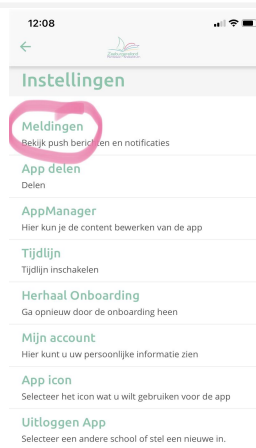 12:08
Instellingen
Meldingen
Bekijk push berichten en notificaties
App delen
Delen
AppManager
Hier kun je de content bewerken van de app
Tijdlijn
Tijdlijn inschakelen
Herhaal Onboarding
Ga opnieuw door de onboarding heen
Mijn account
Hier kunt u uw persoonlijke informatie zien
App icon
Selecteer het icon wat u wilt gebruiken voor de app
Uitloggen App
Selecteer een andere school of stel een nieuwe in.